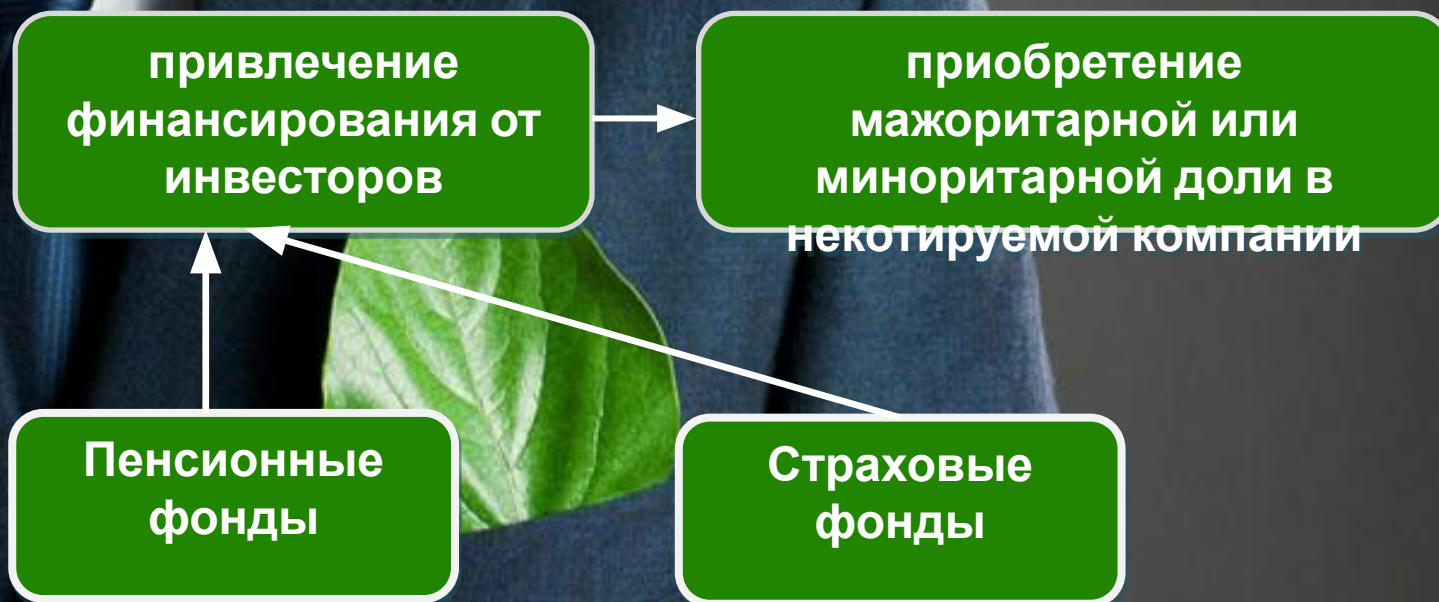 привлечение
финансирования от
инвесторов
приобретение
мажоритарной или
миноритарной доли в
некотируемой компании
Пенсионные
фонды
Страховые
фонды